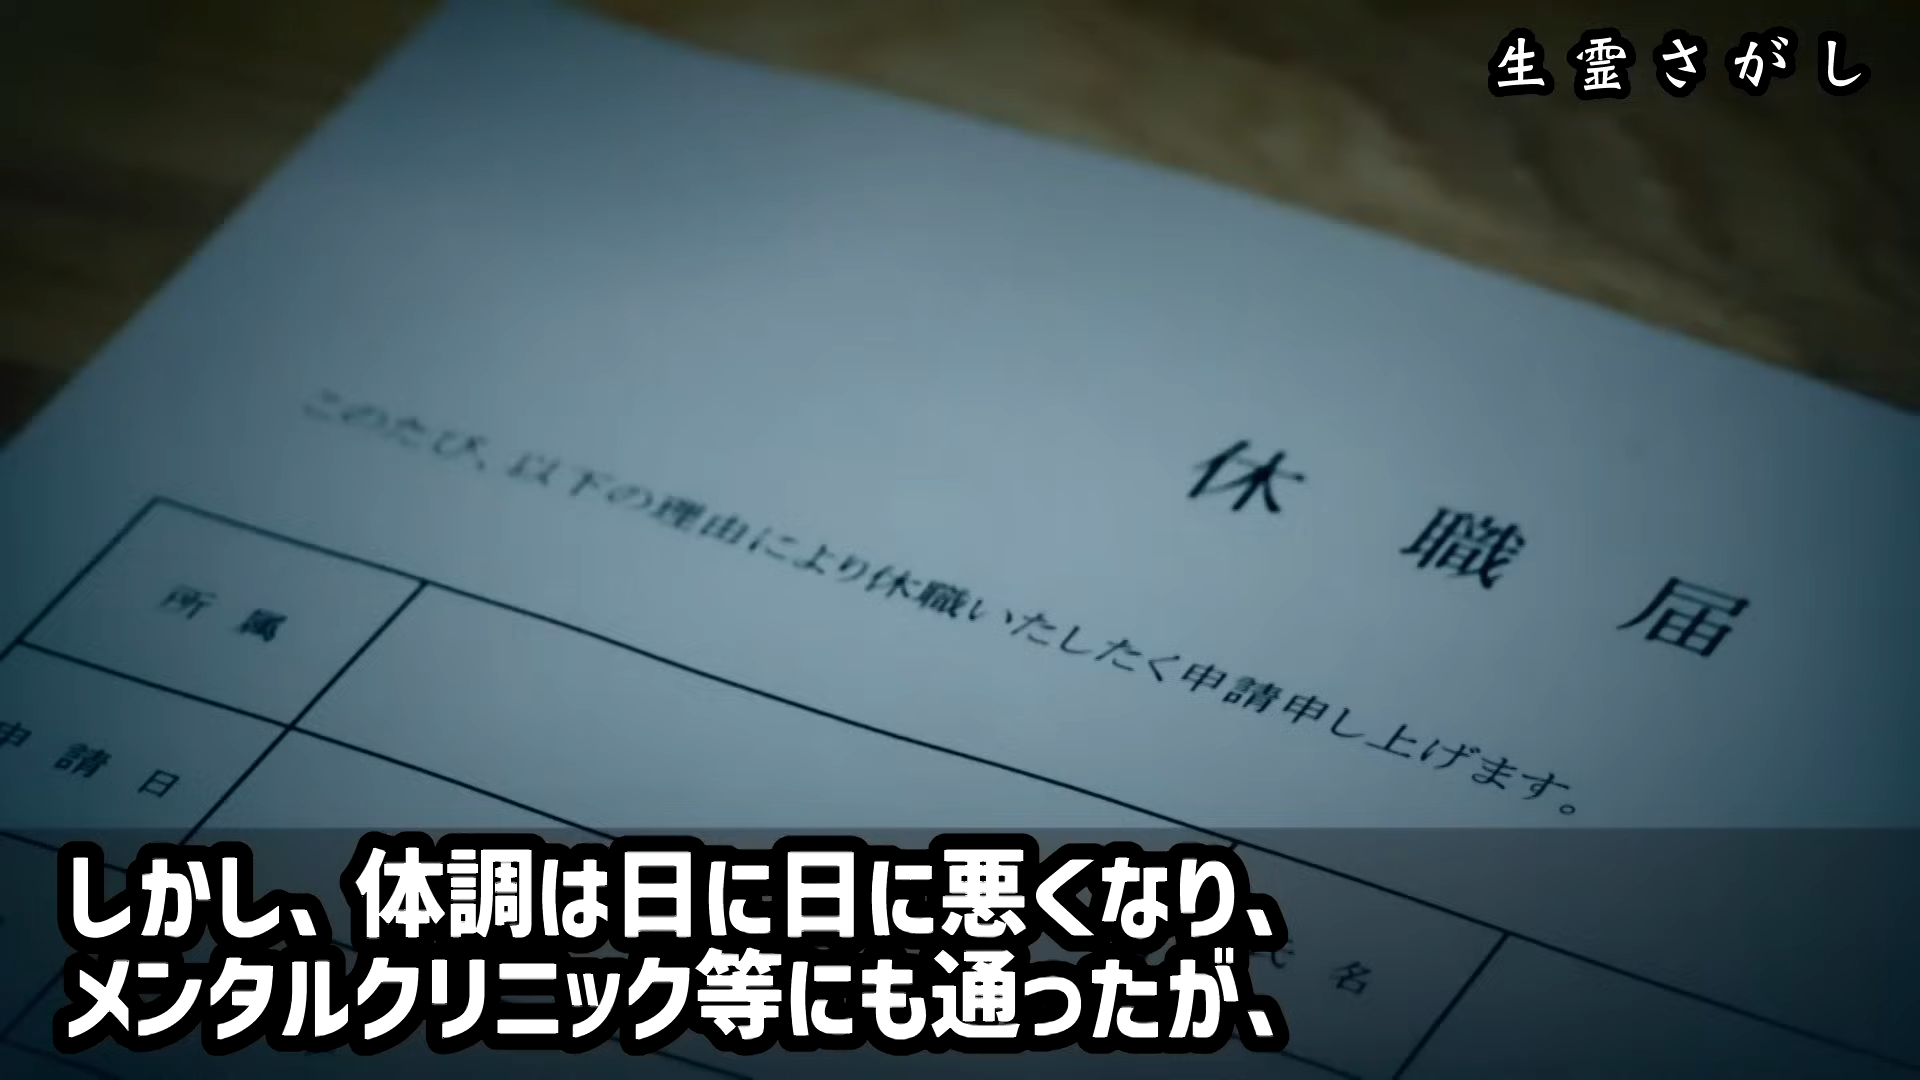 生霊さがし
休職届
このたび、以下の理由により休職いたしたく申請申し上げます。
所属
申請日
氏名
しかし、体調は日に日に悪くなり、
メンタルクリニック等にも通ったが、